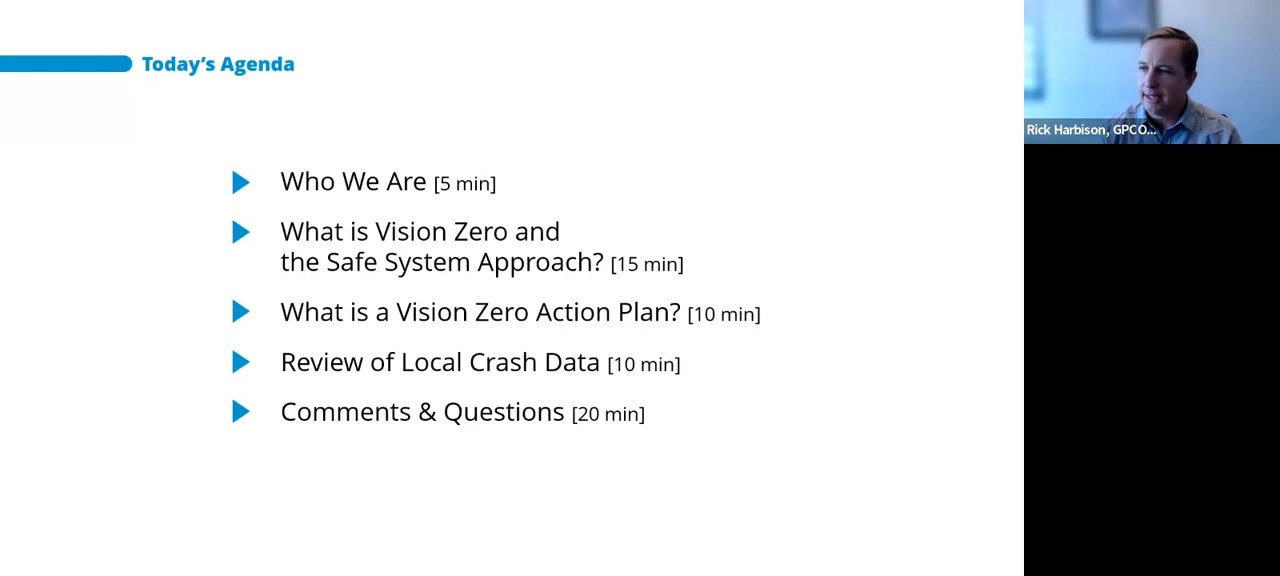 Today's Agenda
Who We Are [5 min]
What is Vision Zero and
the Safe System Approach? [15 min]
What is a Vision Zero Action Plan? [10 min]
Review of Local Crash Data [10 min]
Comments & Questions [20 min]
Rick Harbison, GPCO...